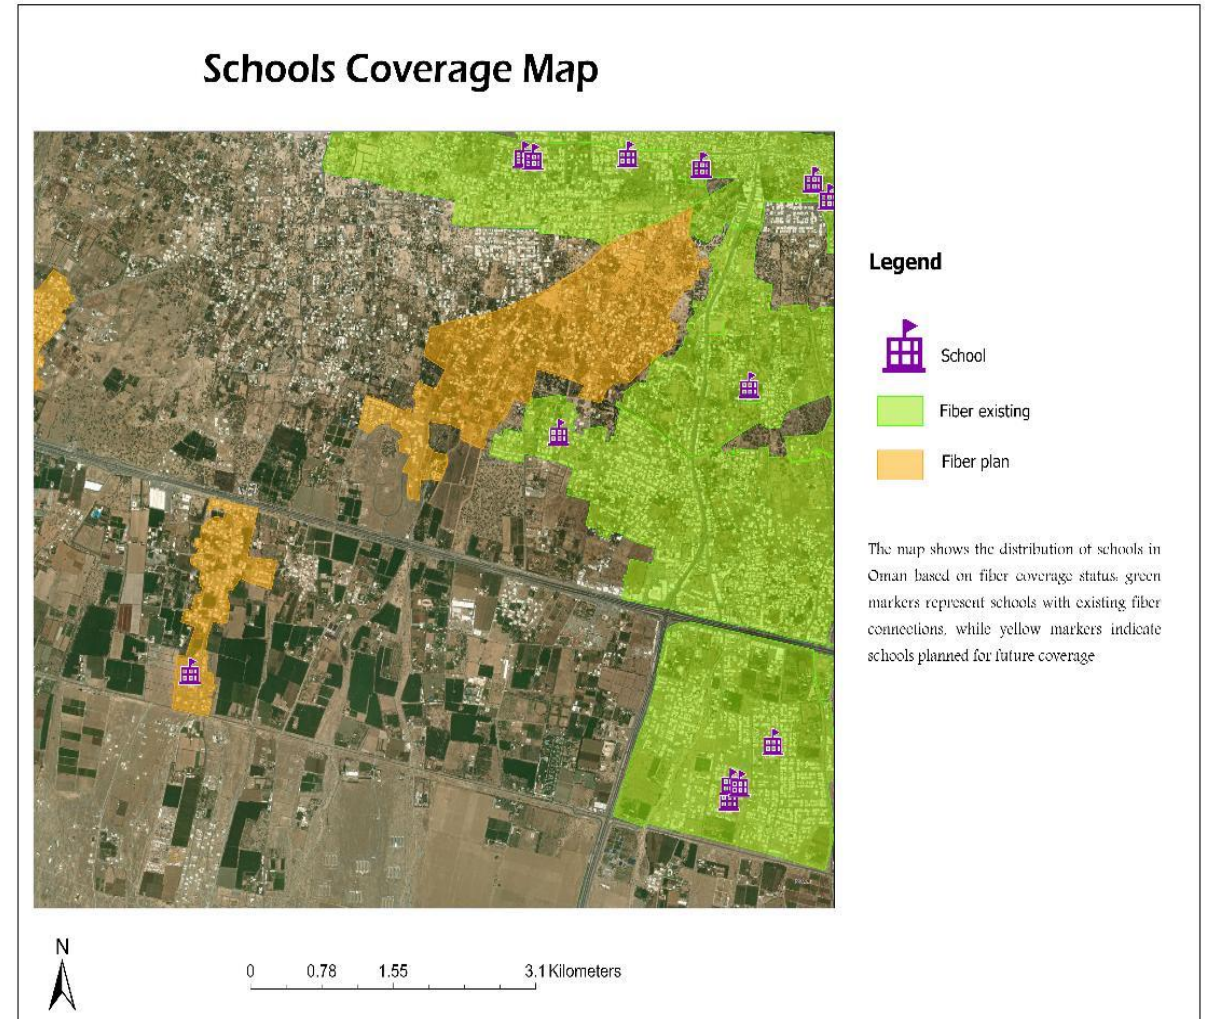 Schools Coverage Map
Legend
School
Fiber existing
Fiber plan
The map shows the distribution of schools in
Oman based on fiber coverage status: green
markers represent schools with existing fiber
connections, while yellow markers indicate
schools planned for future coverage
N
0 0.78 1.55 3.1 Kilometers